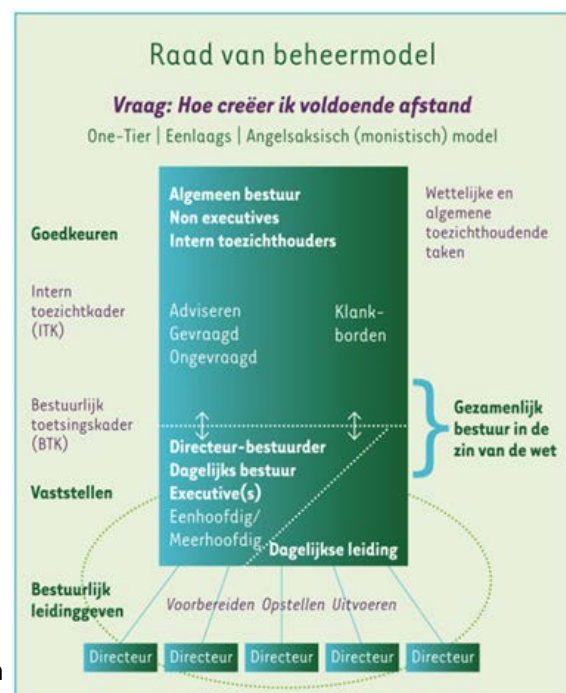 Raad van beheermodel
Vraag: Hoe creëer ik voldoende afstand
One-Tier | Eenlaags | Angelsaksisch (monistisch) model
Algemeen bestuur
Non executives
Intern toezichthouders
Wettelijke en
algemene
toezichthoudende
taken
Goedkeuren
Intern
toezichtkader
(ITK)
Adviseren
Gevraagd
Ongevraagd
Klank-
borden
Bestuurlijk
toetsingskader
(BTK)
Gezamenlijk
bestuur in de
zin van de wet
Directeur-bestuurder
Dagelijks bestuur
Executive(s)
Eenhoofdig/
Meerhoofdig
Dagelijkse leiding
Vaststellen
Bestuurlijk
leidinggeven
Voorbereiden Opstellen Uitvoeren
Directeur Directeur Directeur Directeur Directeur